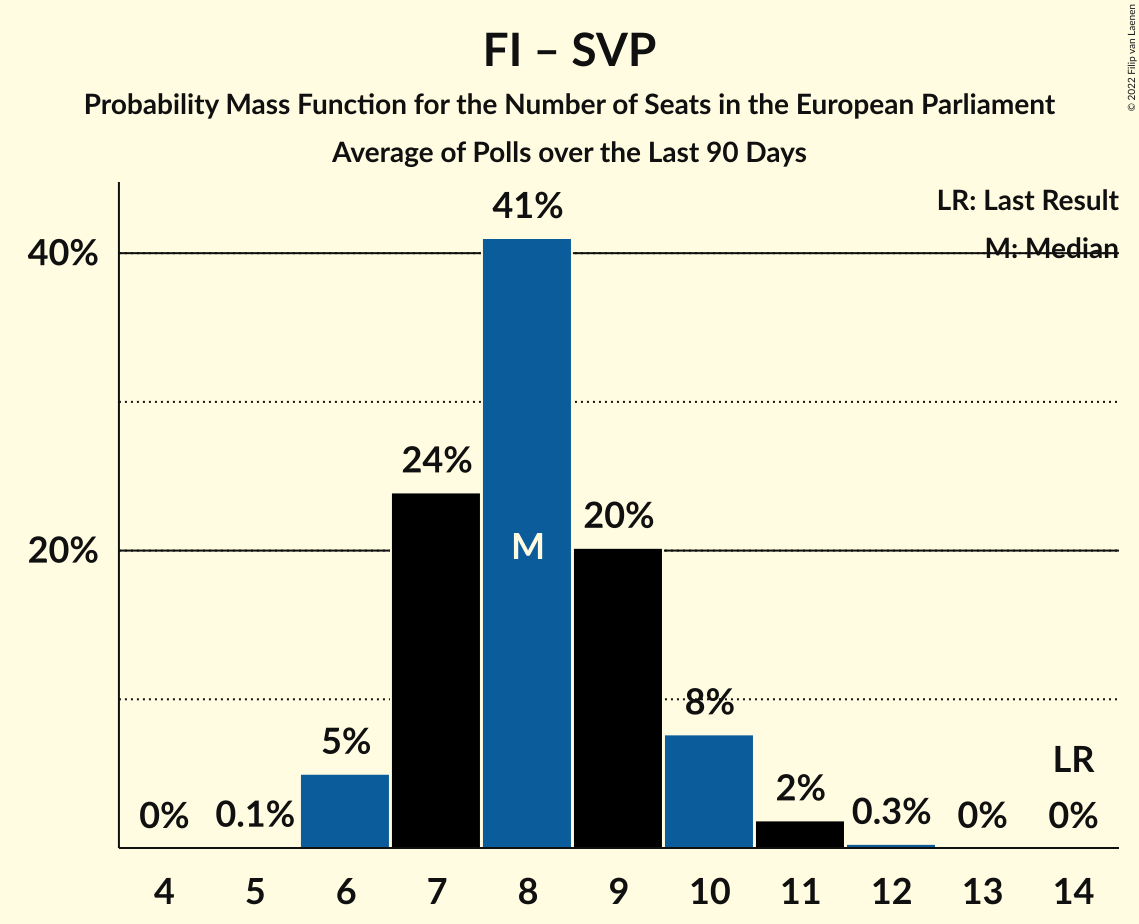 FI – SVP
Probability Mass Function for the Number of Seats in the European Parliament
Average of Polls over the Last 90 Days
© 2022 Filip van Laenen
LR: Last Result
M: Median
41%
40%
24%
20%
20%
M
8%
5%
LR
2%
0%
0.1%
0.3%
0%
0%
4 5 6 7 8 9 10 11 12 13 14